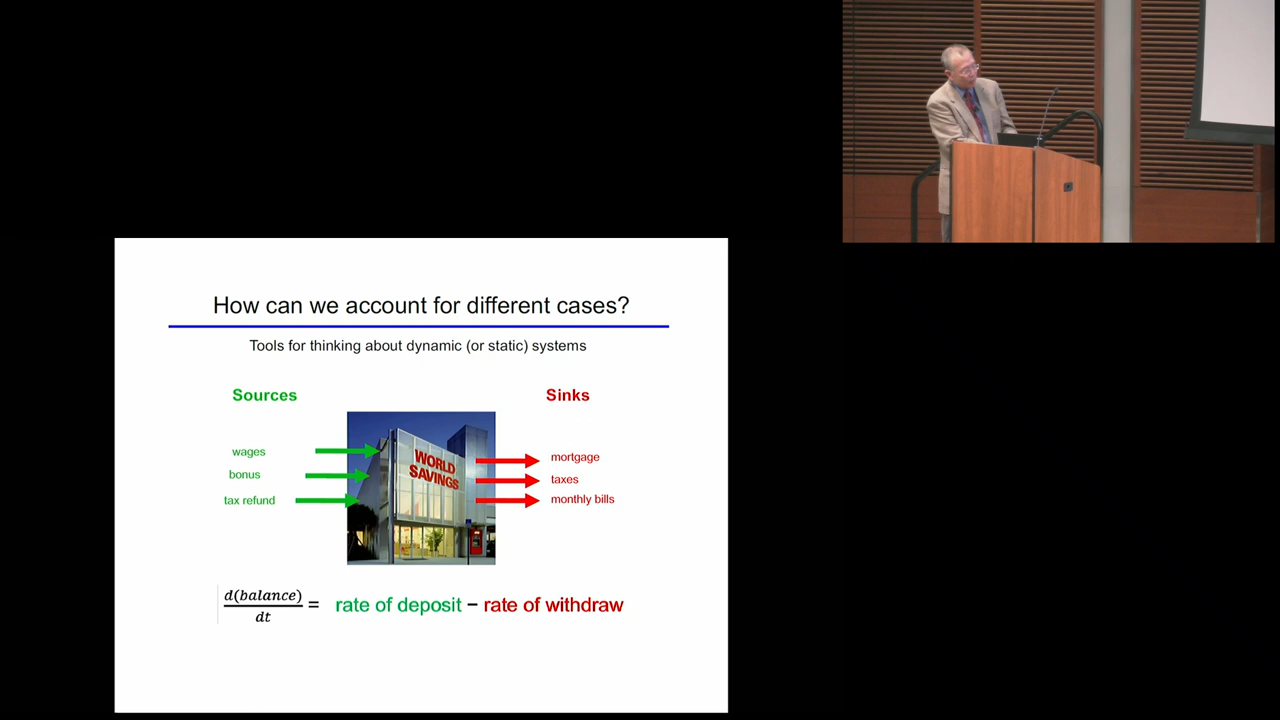 How can we account for different cases?
Tools for thinking about dynamic (or static) systems
Sources
Sinks
wages
bonus
tax refund
WORLD
SAVINGS
mortgage
taxes
monthly bills
d(balance)/dt = rate of deposit − rate of withdraw